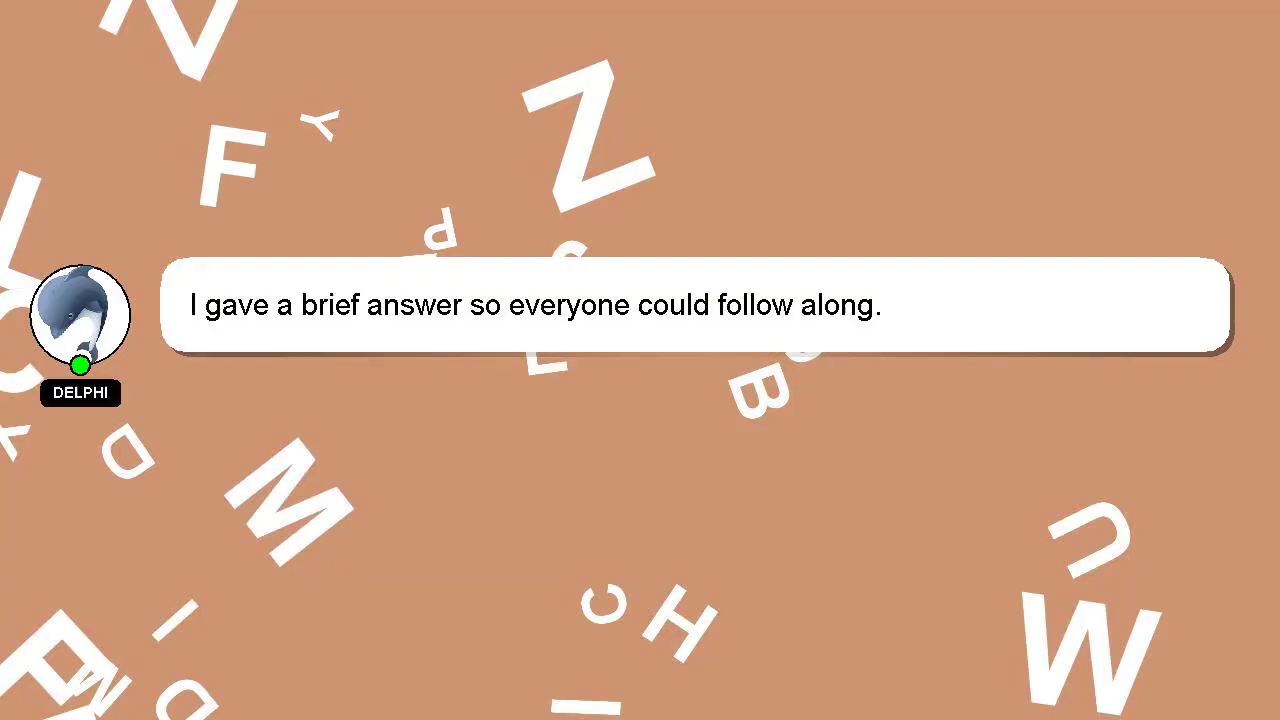 I gave a brief answer so everyone could follow along.
DELPHI
V
Y
F
Z
P
S
L
B
D
M
U
C
H
W
I
D
I